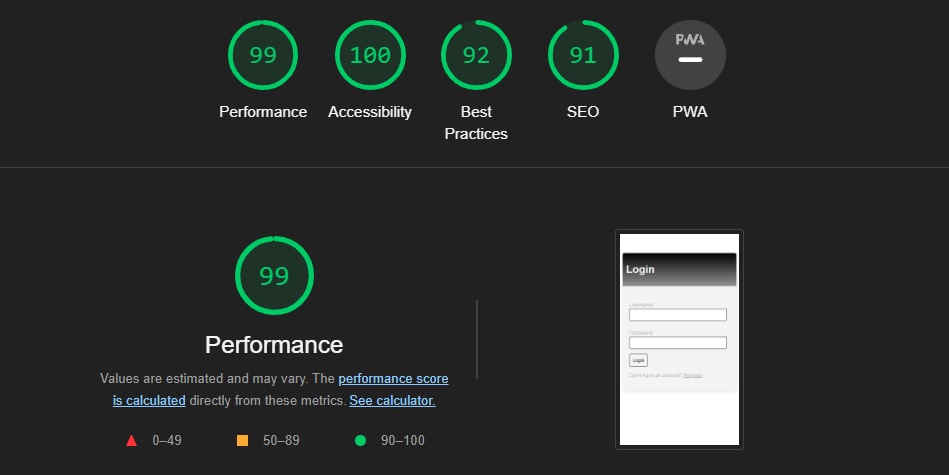 99 100 92 91 PWA
Performance Accessibility Best Practices SEO PWA
99
Performance
Values are estimated and may vary. The performance score
is calculated directly from these metrics. See calculator.
0–49 50–89 90–100
Login
Username:
Password:
Login
Don't have an account? Register